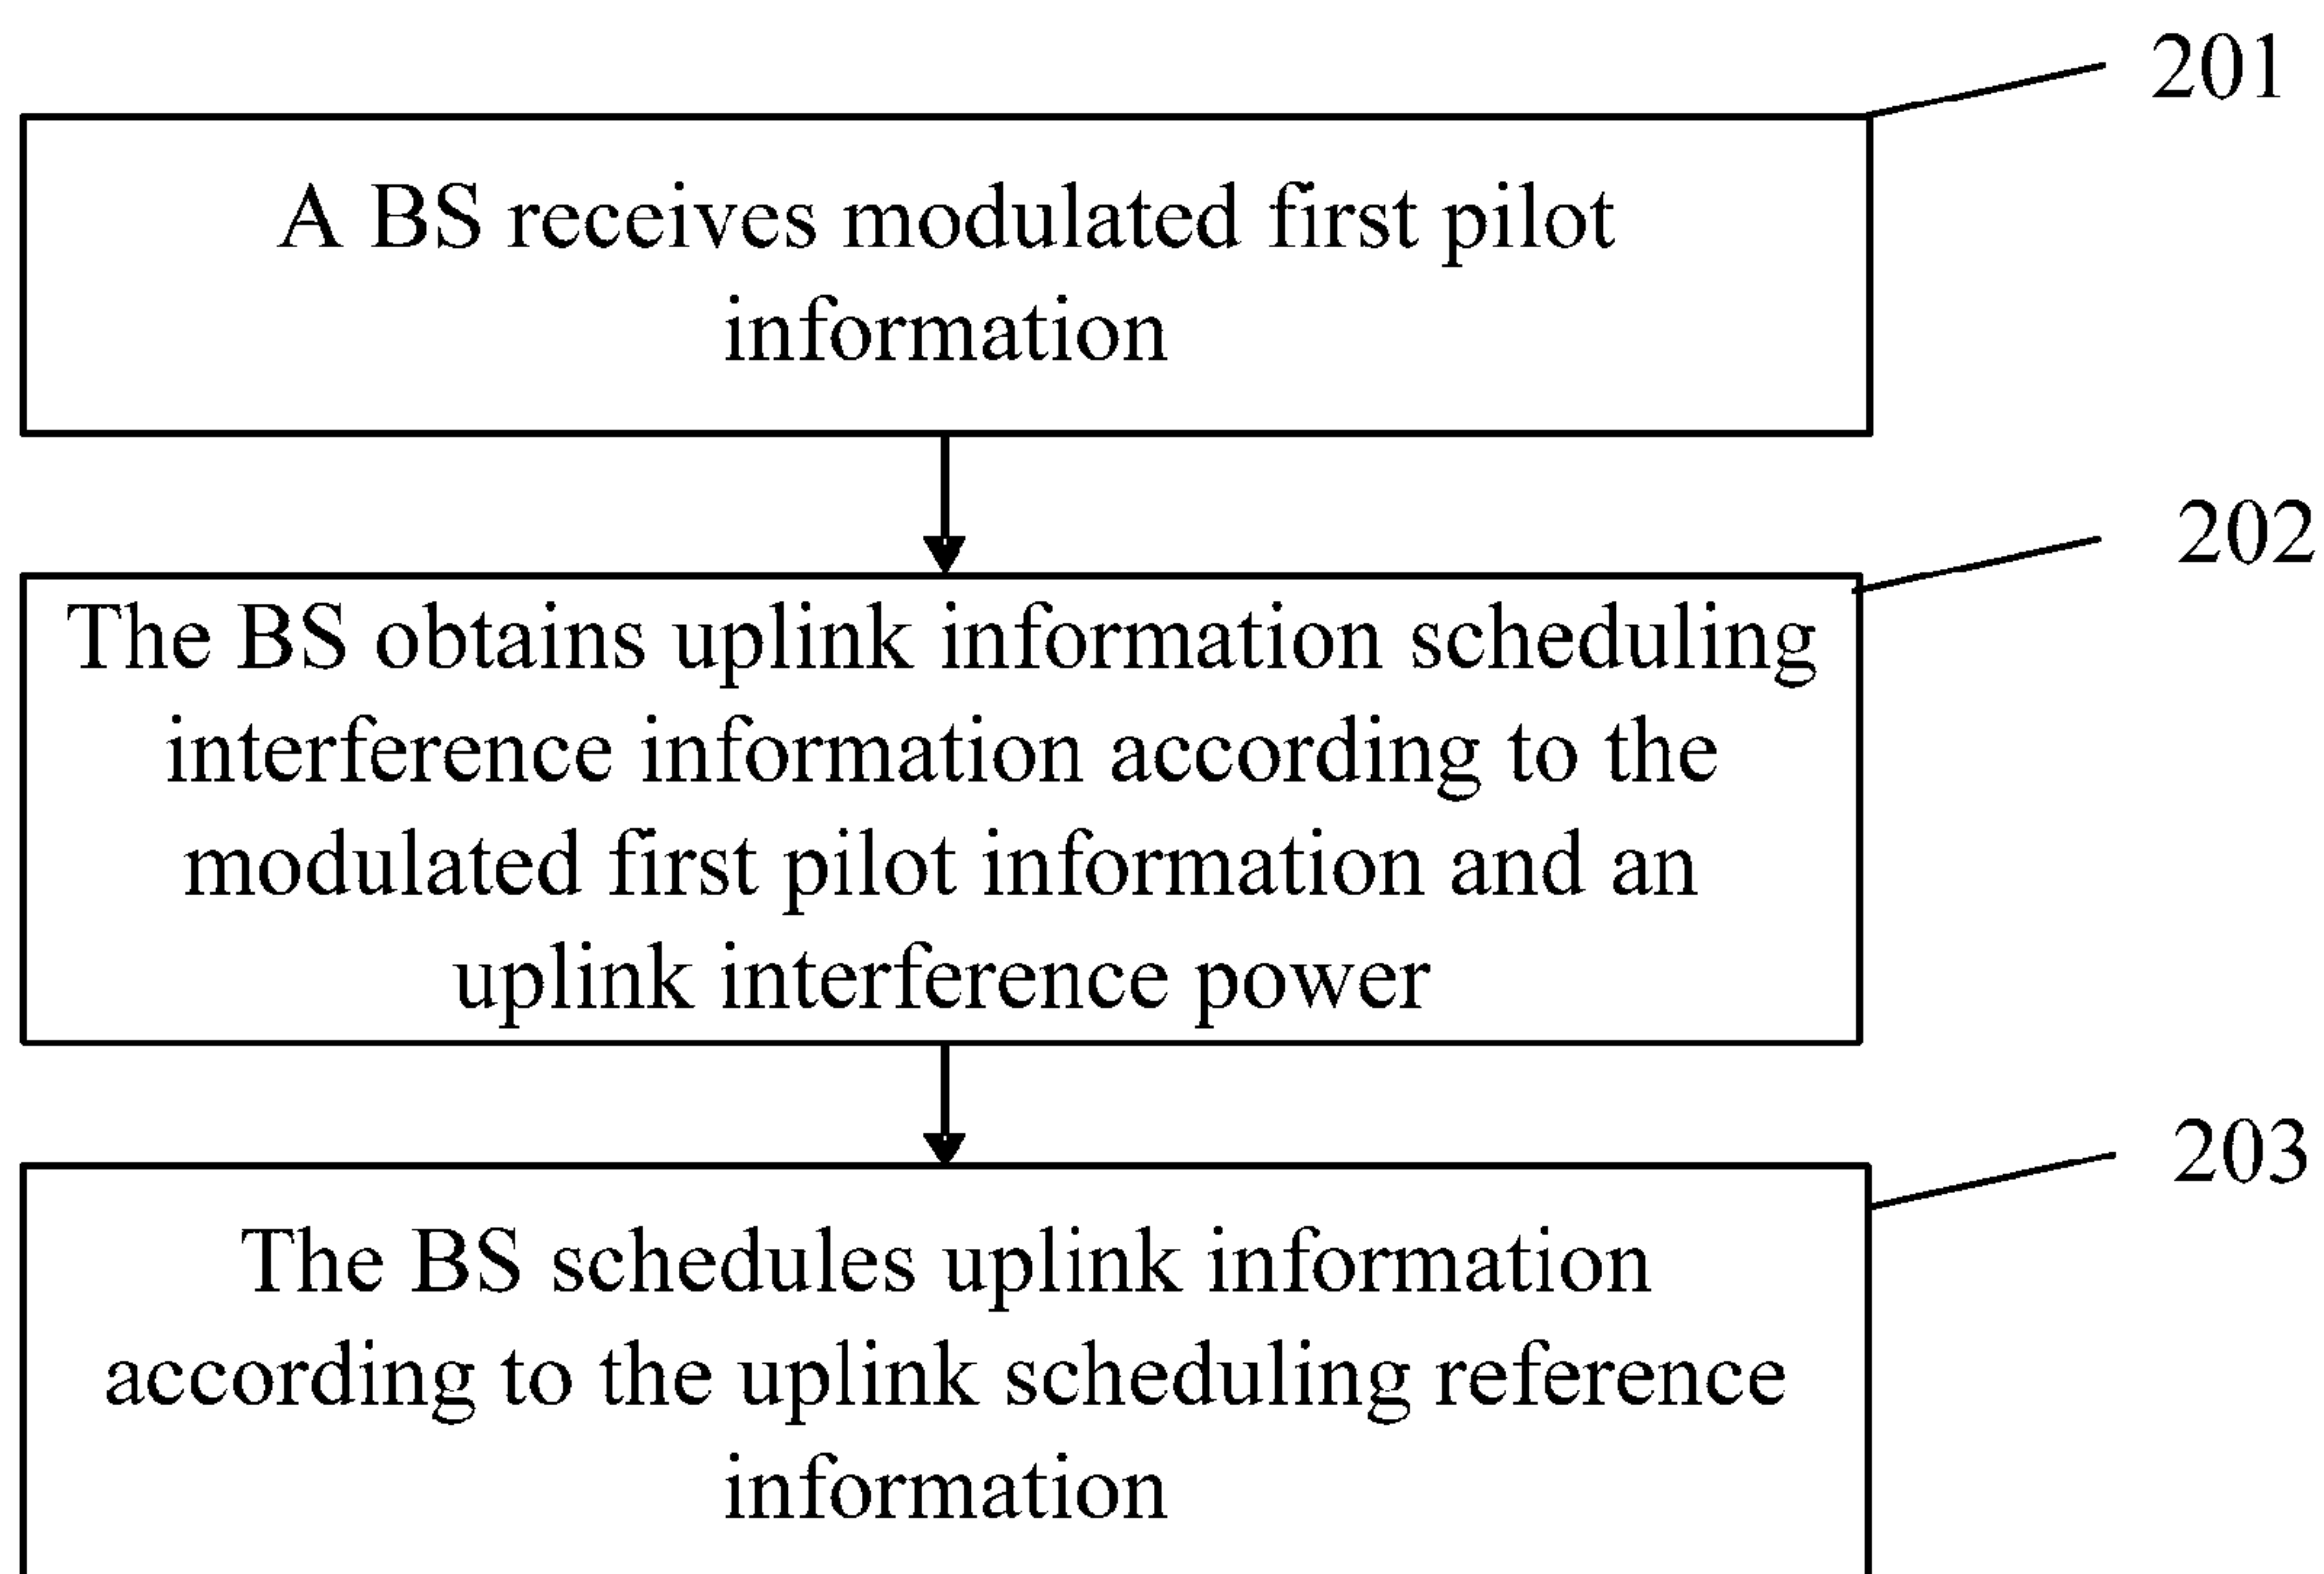 201
A BS receives modulated first pilot
information
202
The BS obtains uplink information scheduling
interference information according to the
modulated first pilot information and an
uplink interference power
203
The BS schedules uplink information
according to the uplink scheduling reference
information